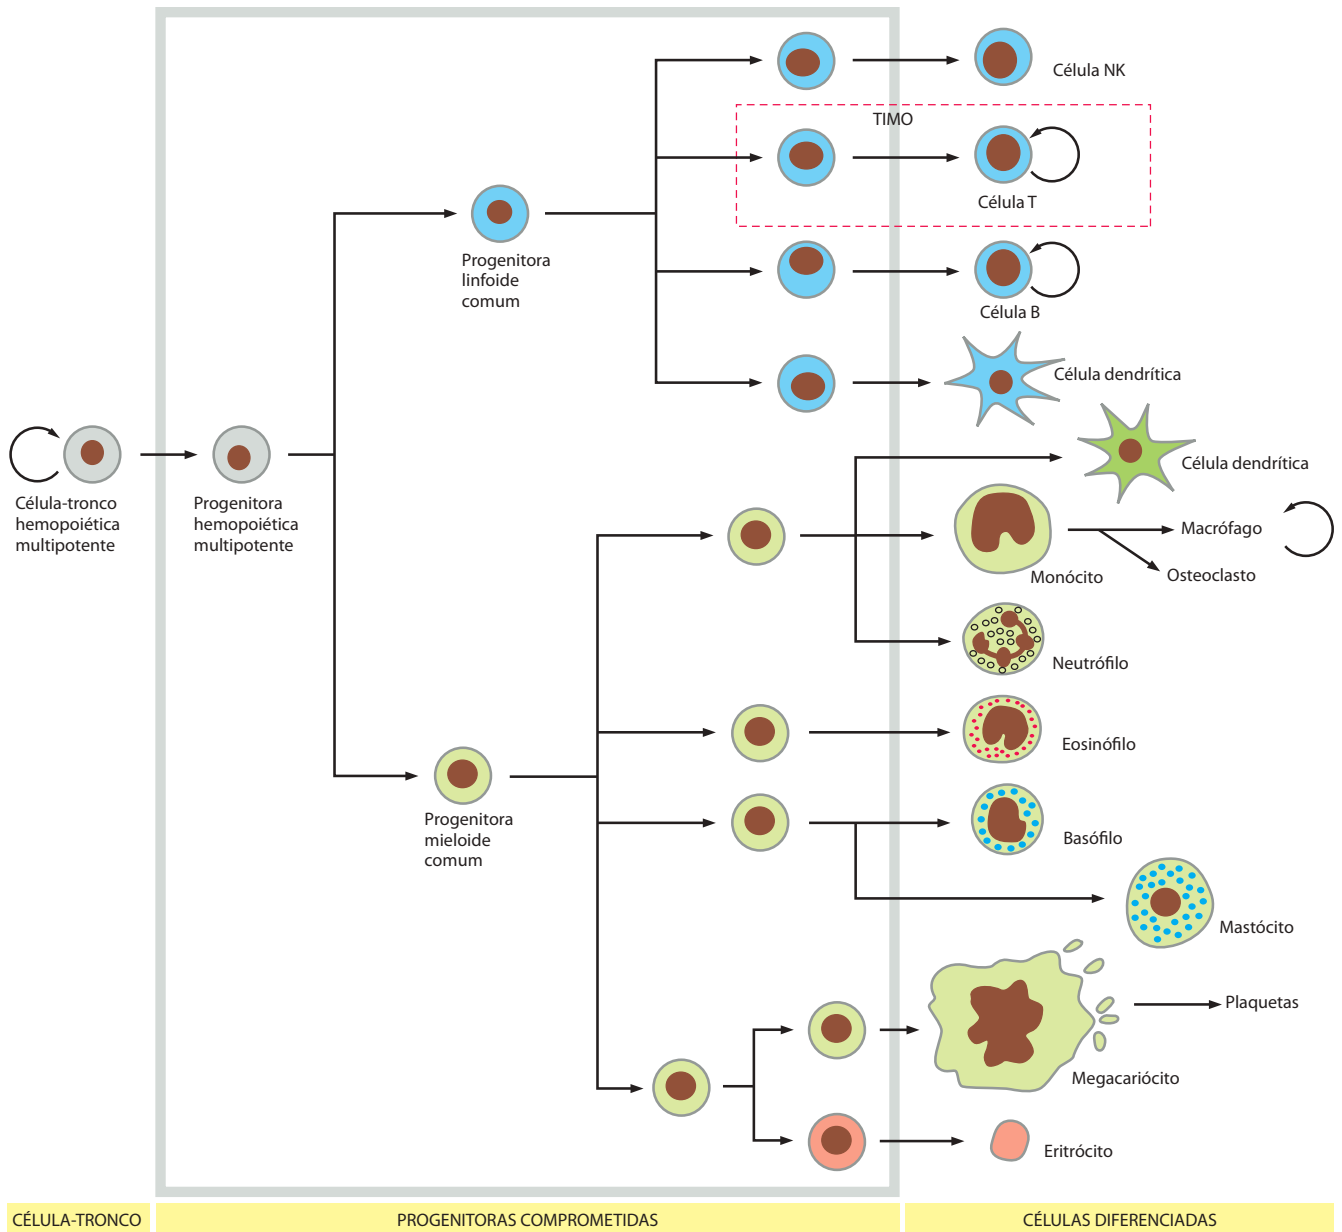 Célula NK
TIMO
Célula T
Progenitora
linfoide
comum
Célula B
Célula dendrítica
Célula dendrítica
Célula-tronco
hemopoiética
multipotente
Progenitora
hemopoiética
multipotente
Macrófago
Monócito
Osteoclasto
Neutrófilo
Eosinófilo
Progenitora
mieloide
comum
Basófilo
Mastócito
Plaquetas
Megacariócito
Eritrócito
CÉLULA-TRONCO
PROGENITORAS COMPROMETIDAS
CÉLULAS DIFERENCIADAS